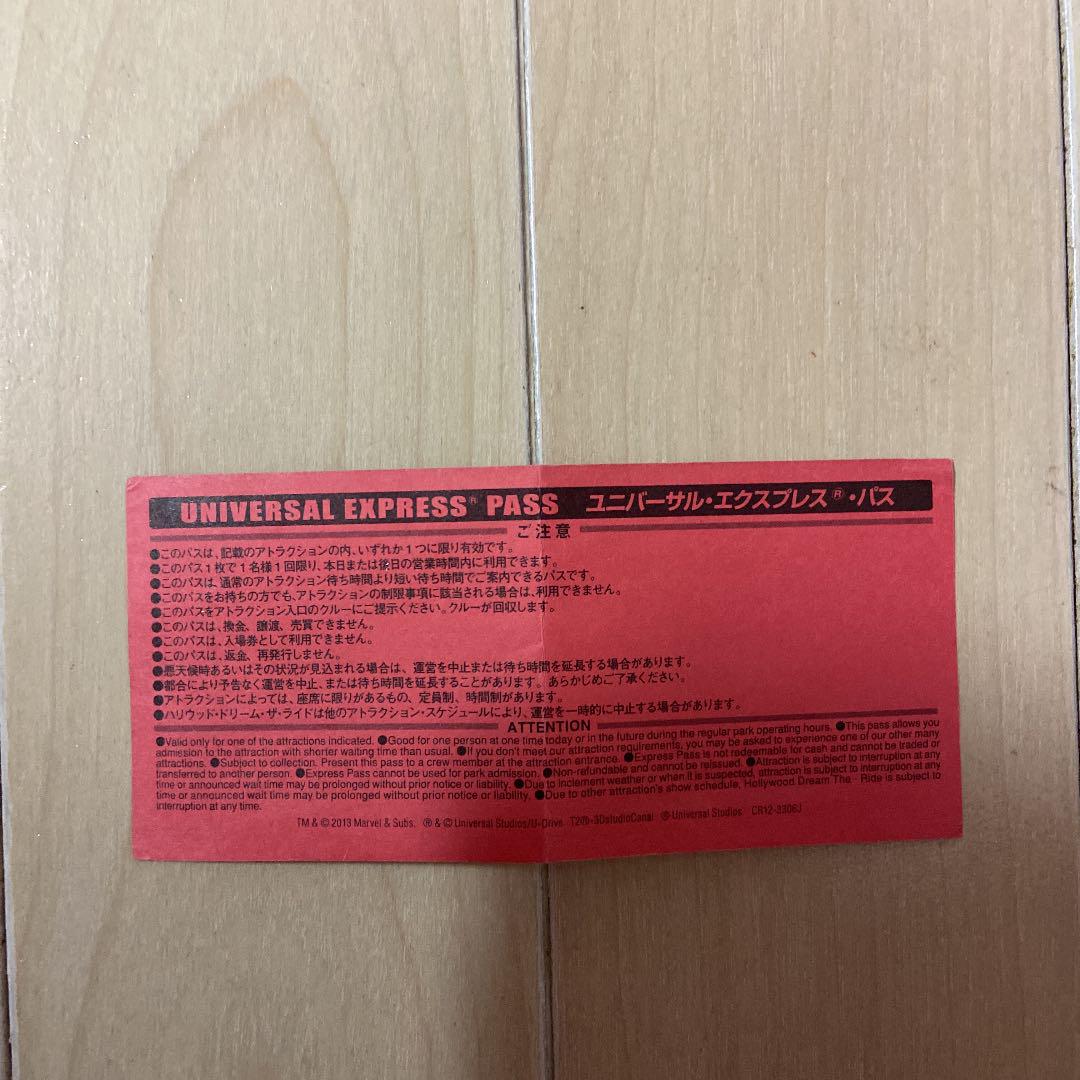 UNIVERSAL EXPRESS® PASS ユニバーサル・エクスプレス®・パス
ご注意
●このパスは、記載のアトラクションの内、いずれか1つに限り有効です。
●このパス1枚で1名様1回限り、本日または後日の営業時間内に利用できます。
●このパスは、通常のアトラクション待ち時間より短い待ち時間でご案内できるパスです。
●このパスをお持ちの方でも、アトラクションの制限事項に該当される場合は、利用できません。
●このパスをアトラクション入口のクルーにご提示ください。クルーが回収します。
●このパスは、換金、譲渡、売買できません。
●このパスは、入場券として利用できません。
●このパスは、返金、再発行しません。
●悪天候時あるいはその状況が見込まれる場合は、運営を中止または待ち時間を延長する場合があります。
●都合により予告なく運営を中止、または待ち時間を延長することがあります。あらかじめご了承ください。
●アトラクションによっては、座席に限りがあるもの、定員制、時間制があります。
●ハリウッド・ドリーム・ザ・ライドは他のアトラクション・スケジュールにより、運営を一時的に中止する場合があります。
ATTENTION
●Valid only for one of the attractions indicated. ●Good for one person at one time today or in the future during the regular park operating hours. ●This pass allows you
admission to the attraction with shorter waiting time than usual. ●If you don't meet our attraction requirements, you may be asked to experience one of our other many
attractions. ●Subject to collection. Present this pass to a crew member at the attraction entrance. ●Express Pass is not redeemable for cash and cannot be traded or
transferred to another person. ●Express Pass cannot be used for park admission. ●Non-refundable and cannot be reissued. ●Attraction is subject to interruption at any
time or announced wait time may be prolonged without prior notice or liability. ●Due to inclement weather or when it is suspected, attraction is subject to interruption at any
time or announced wait time may be prolonged without prior notice or liability. ●Due to other attraction's show schedule, Hollywood Dream The - Ride is subject to
interruption at any time.
TM & © 2013 Marvel & Subs. ® & © Universal Studios/U-Drive T2®-3DstudioCanal ® Universal Studios CR12-3306J